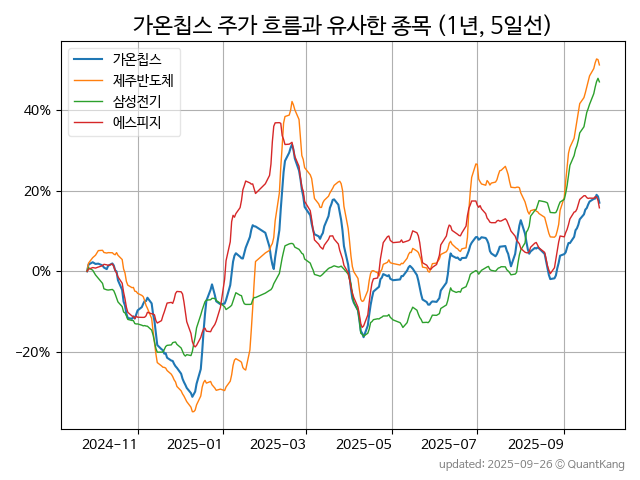 가온칩스 주가 흐름과 유사한 종목 (1년, 5일선)
가온칩스
제주반도체
삼성전기
에스피지
40%
20%
0%
−20%
2024-11 2025-01 2025-03 2025-05 2025-07 2025-09
updated: 2025-09-26 © QuantKang